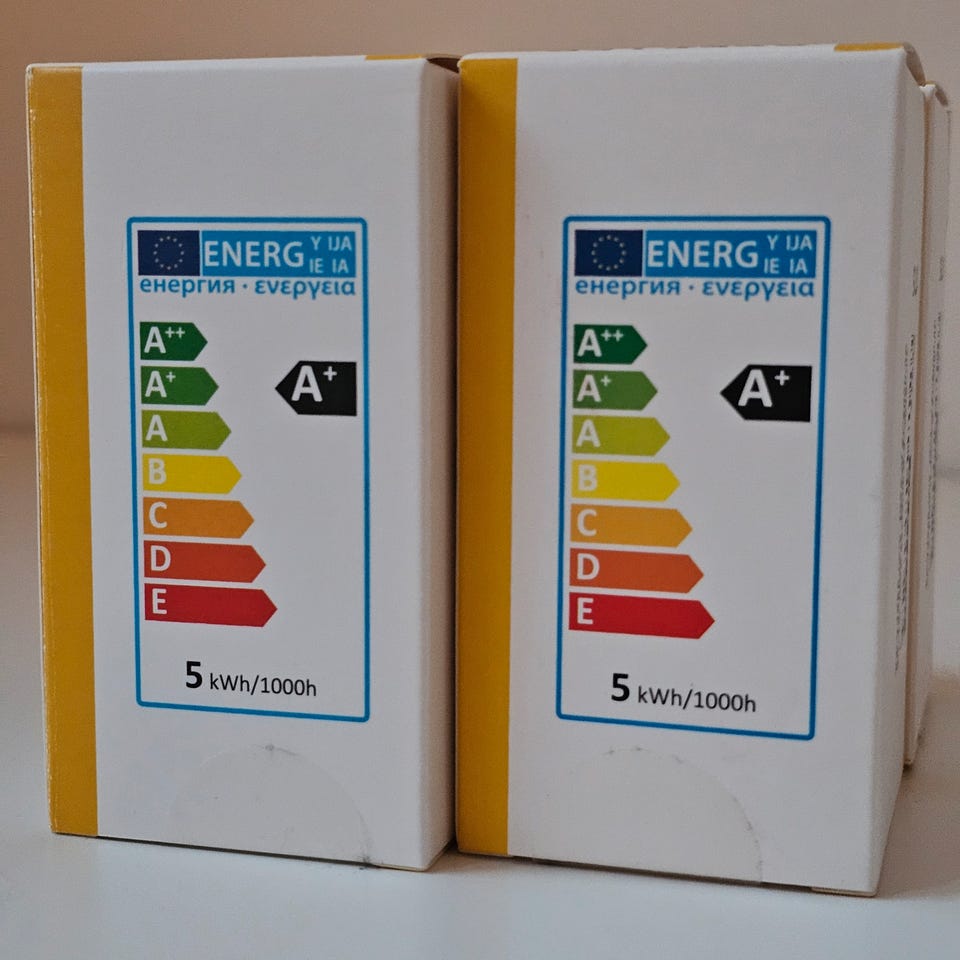 ENERG Y IJA
IE IA
енергия · ενεργεια
A++
A+
A+
A
B
C
D
E
5 kWh/1000h
ENERG Y IJA
IE IA
енергия · ενεργεια
A++
A+
A+
A
B
C
D
E
5 kWh/1000h